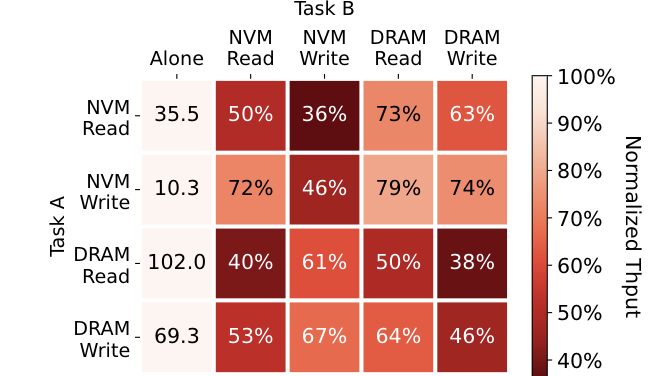 Task B
Alone
NVM
Read
NVM
Write
DRAM
Read
DRAM
Write
Task A
NVM
Read
35.5 50% 36% 73% 63%
NVM
Write
10.3 72% 46% 79% 74%
DRAM
Read
102.0 40% 61% 50% 38%
DRAM
Write
69.3 53% 67% 64% 46%
100%
90%
80%
70%
60%
50%
40%
Normalized Thput